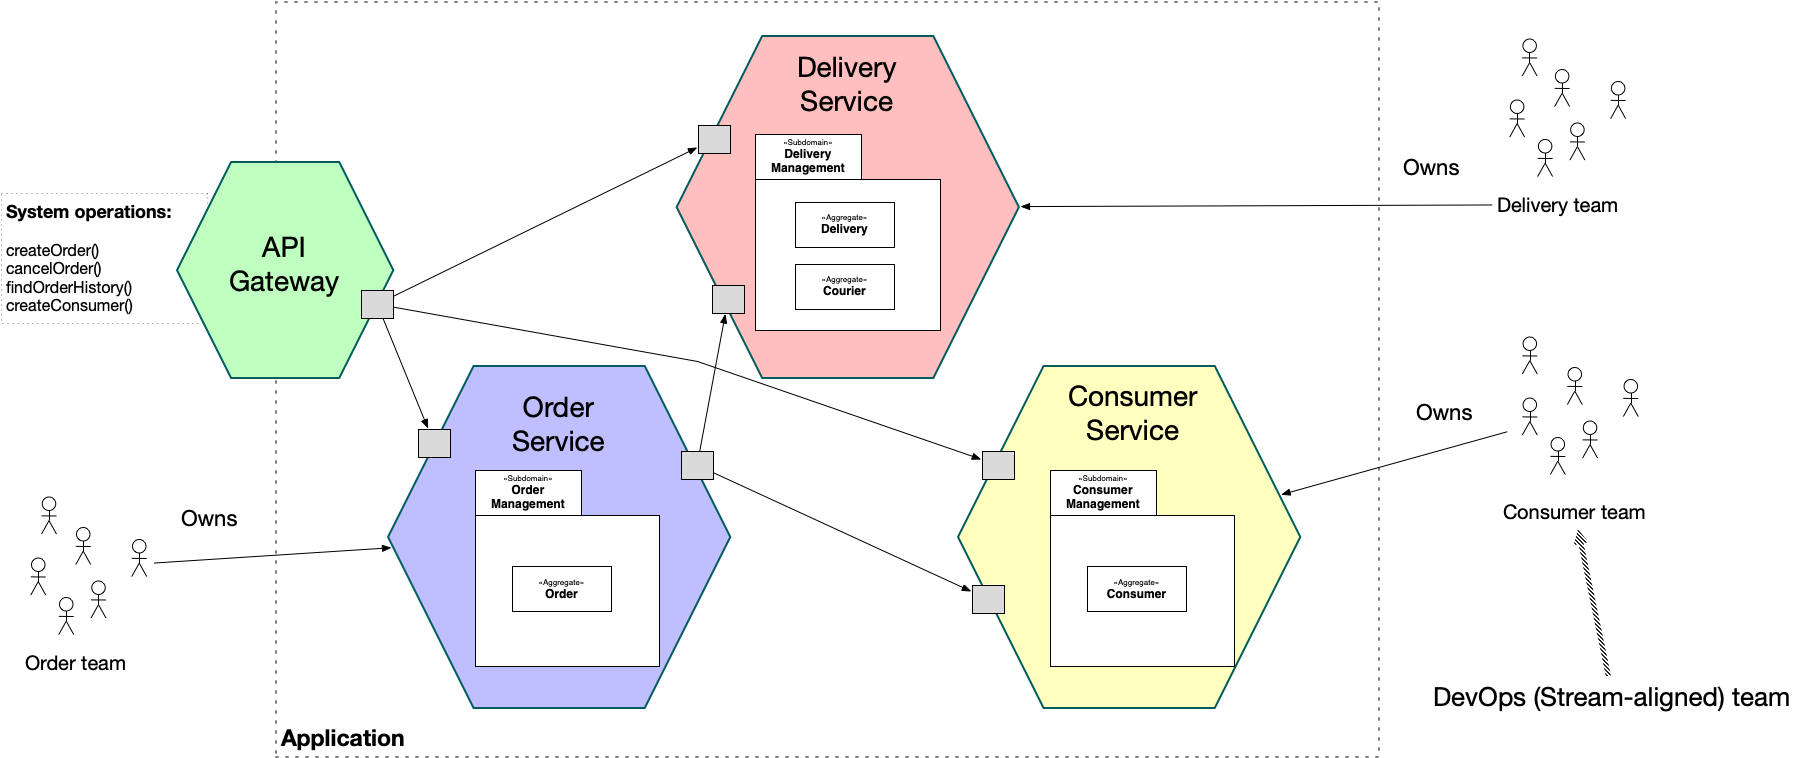 Delivery
Service
«Subdomain»
Delivery
Management
«Aggregate»
Delivery
«Aggregate»
Courier
Owns
Delivery team
System operations:
createOrder()
cancelOrder()
findOrderHistory()
createConsumer()
API
Gateway
Order
Service
«Subdomain»
Order
Management
«Aggregate»
Order
Consumer
Service
«Subdomain»
Consumer
Management
«Aggregate»
Consumer
Owns
Consumer team
Owns
Order team
DevOps (Stream-aligned) team
Application